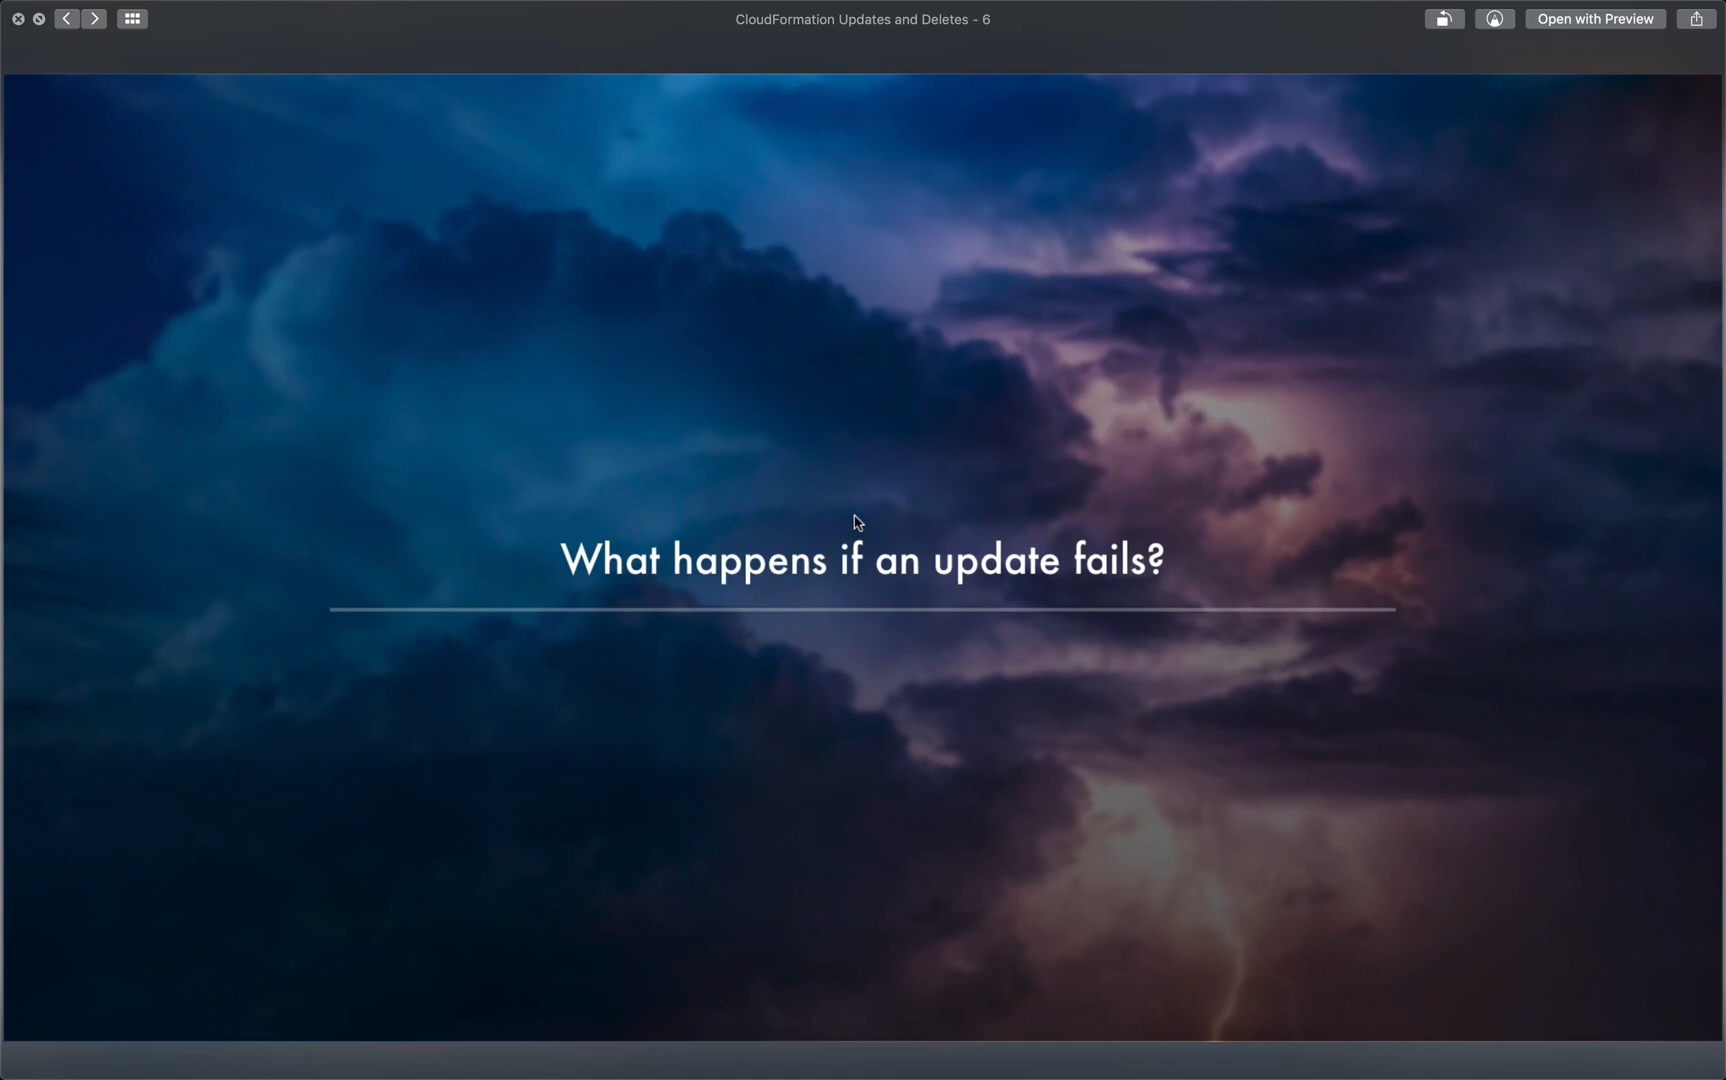 CloudFormation Updates and Deletes - 6
Open with Preview
What happens if an update fails?